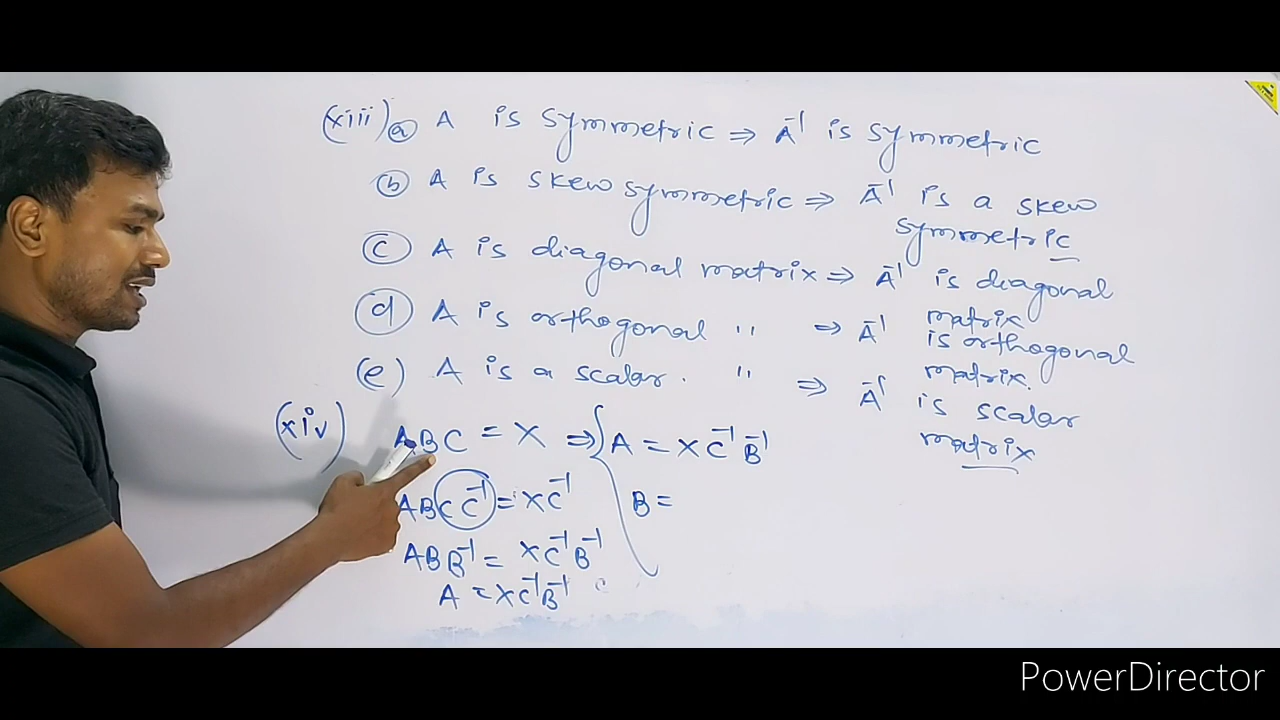 (xiii) (a) A is symmetric ⇒ A⁻¹ is symmetric
(b) A is skew symmetric ⇒ A⁻¹ is a skew
symmetric
(c) A is diagonal matrix ⇒ A⁻¹ is diagonal
matrix
(d) A is orthogonal " ⇒ A⁻¹ is orthogonal
matrix.
(e) A is a scalar. " ⇒ A⁻¹ is scalar
matrix
(xiv) ABC = X ⇒ { A = XC⁻¹B⁻¹
ABCC⁻¹ = XC⁻¹
B =
ABB⁻¹ = XC⁻¹B⁻¹
A = XC⁻¹B⁻¹
PowerDirector